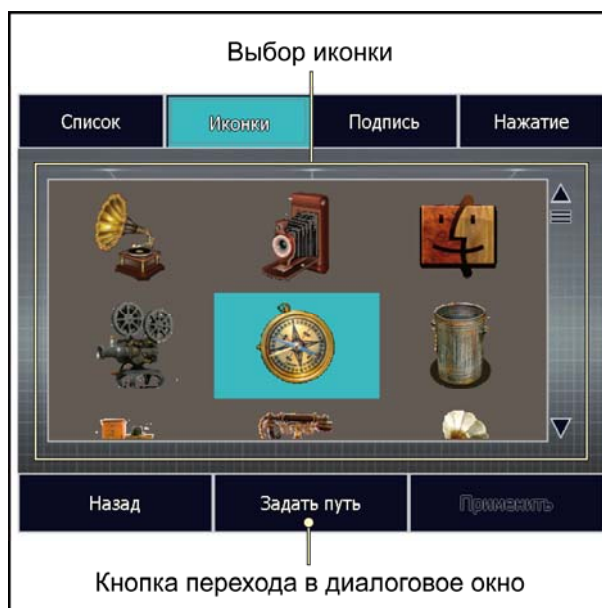 Выбор иконки
Список Иконки Подпись Нажатие
Назад Задать путь Применить
Кнопка перехода в диалоговое окно